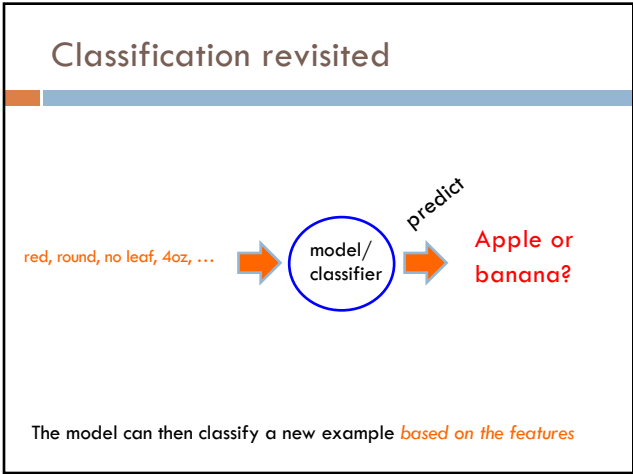 Classification revisited
predict
red, round, no leaf, 4oz, …
model/
classifier
Apple or
banana?
The model can then classify a new example based on the features